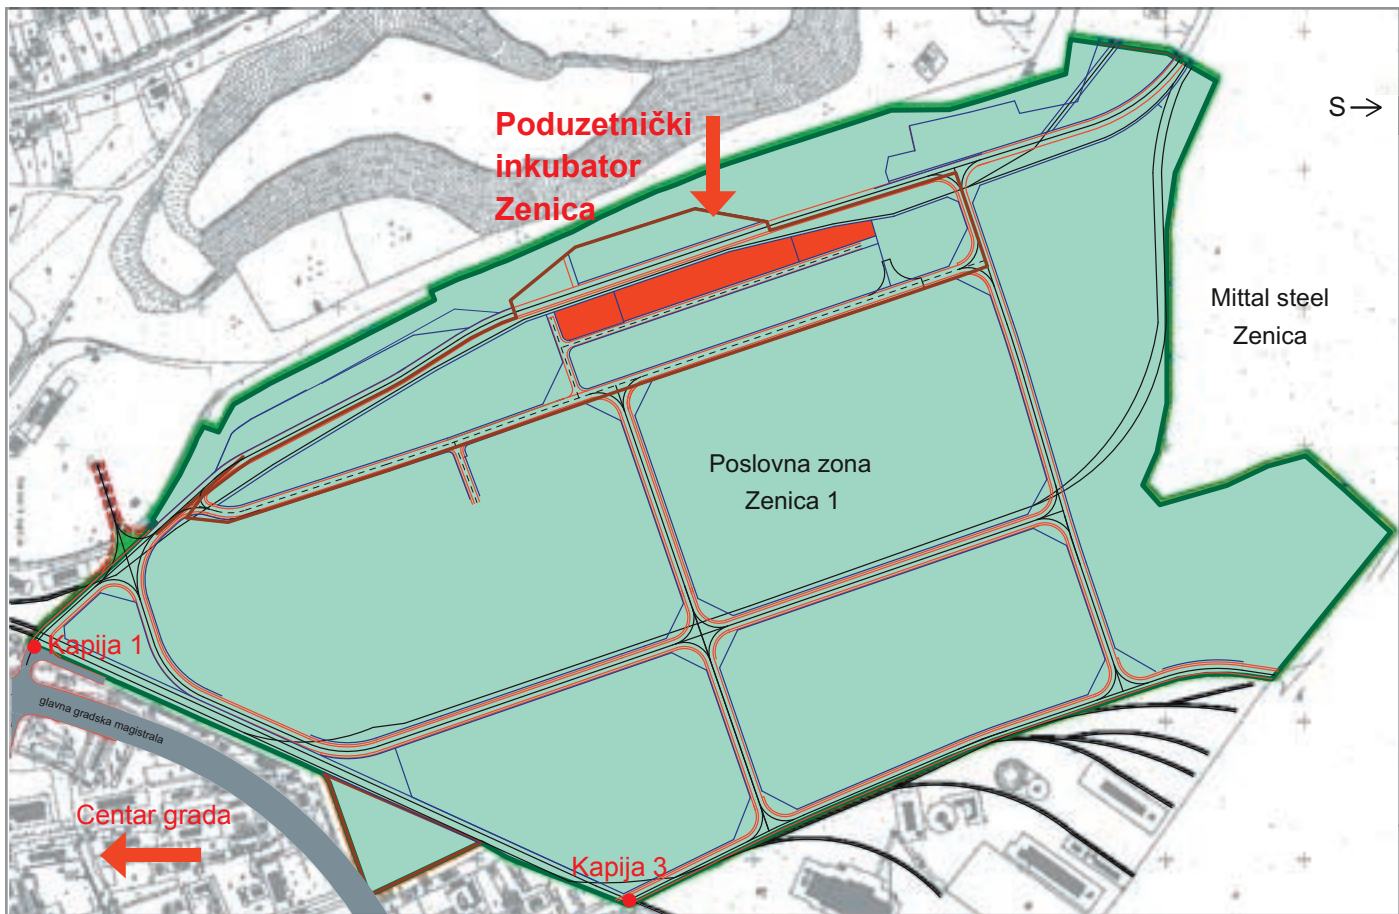 Poduzetnički
inkubator
Zenica
S
Mittal steel
Zenica
Poslovna zona
Zenica 1
Kapija 1
glavna gradska magistrala
Centar grada
Kapija 3